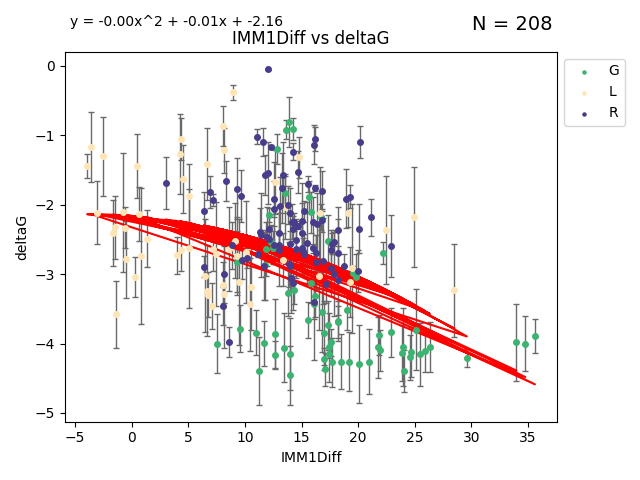 y = -0.00x^2 + -0.01x + -2.16
N = 208
IMM1Diff vs deltaG
G
L
R
deltaG
0
−1
−2
−3
−4
−5
−5 0 5 10 15 20 25 30 35
IMM1Diff